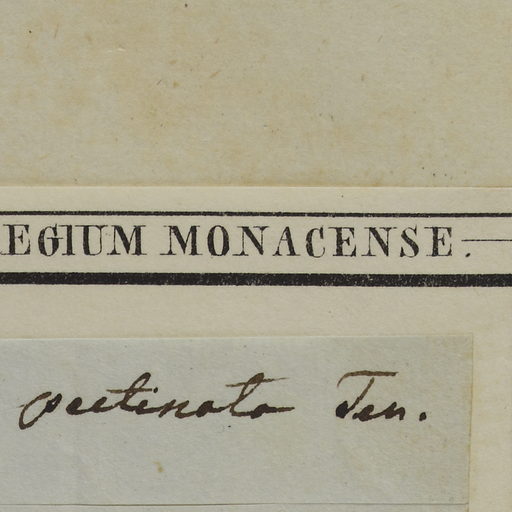 EGIUM MONACENSE.
pectinata Ten.